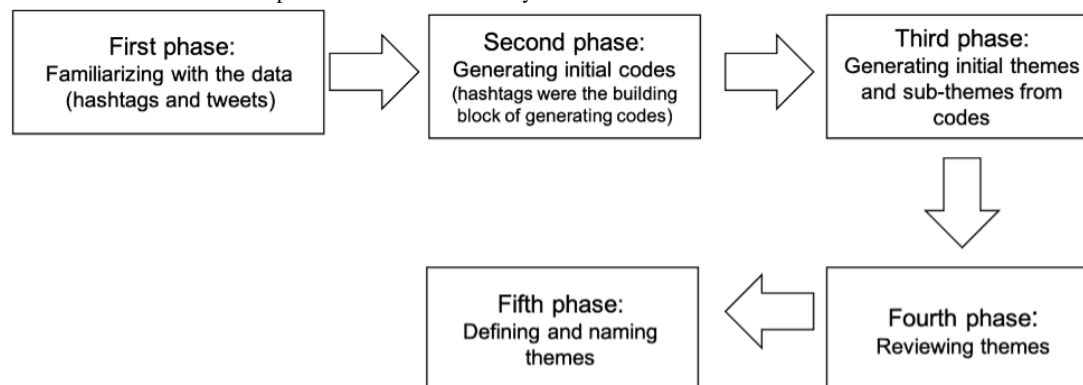 First phase:
Familiarizing with the data
(hashtags and tweets)
Second phase:
Generating initial codes
(hashtags were the building
block of generating codes)
Third phase:
Generating initial themes
and sub-themes from
codes
Fourth phase:
Reviewing themes
Fifth phase:
Defining and naming
themes